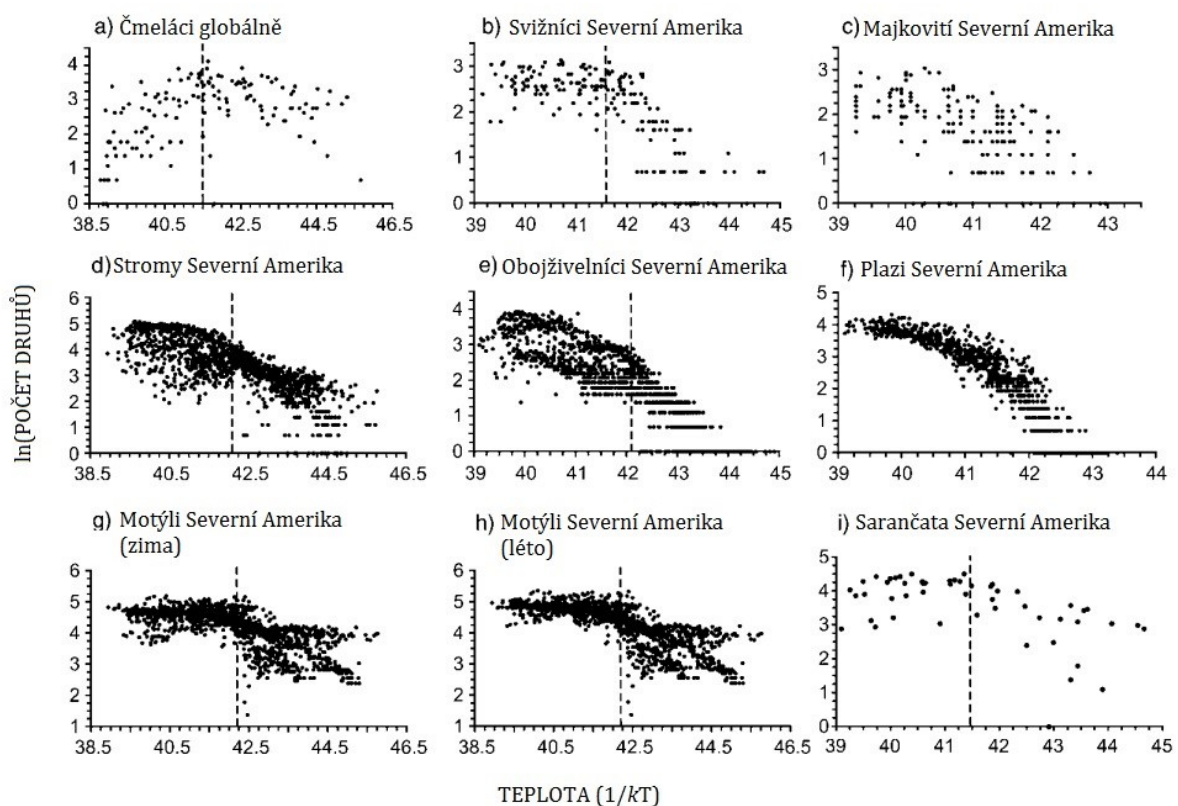 a) Čmeláci globálně
b) Svižníci Severní Amerika
c) Majkovití Severní Amerika
4
3
2
1
0
38.5 40.5 42.5 44.5 46.5
3
2
1
0
39 40 41 42 43 44 45
3
2
1
0
39 40 41 42 43
d) Stromy Severní Amerika
e) Obojživelníci Severní Amerika
f) Plazi Severní Amerika
ln(POČET DRUHŮ)
6
5
4
3
2
1
0
38.5 40.5 42.5 44.5 46.5
4
3
2
1
0
39 40 41 42 43 44 45
5
4
3
2
1
0
39 40 41 42 43 44
g) Motýli Severní Amerika
(zima)
h) Motýli Severní Amerika
(léto)
i) Sarančata Severní Amerika
6
5
4
3
2
1
38.5 40.5 42.5 44.5 46.5
6
5
4
3
2
1
38.5 40.5 42.5 44.5 46.5
5
4
3
2
1
0
39 40 41 42 43 44 45
TEPLOTA (1/kT)